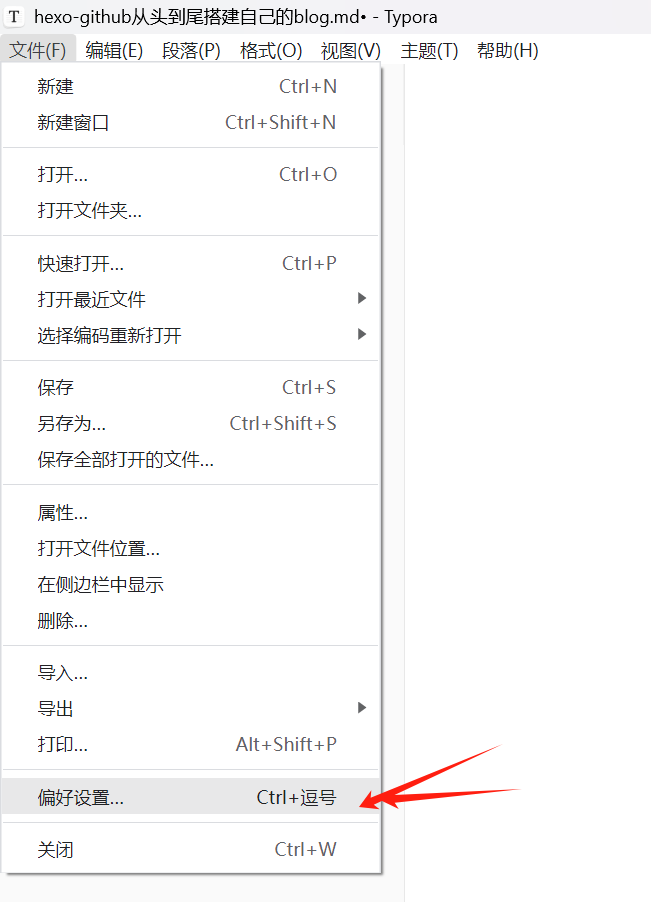 T hexo-github从头到尾搭建自己的blog.md• - Typora
文件(F) 编辑(E) 段落(P) 格式(O) 视图(V) 主题(T) 帮助(H)
新建 Ctrl+N
新建窗口 Ctrl+Shift+N
打开... Ctrl+O
打开文件夹...
快速打开... Ctrl+P
打开最近文件
选择编码重新打开
保存 Ctrl+S
另存为... Ctrl+Shift+S
保存全部打开的文件...
属性...
打开文件位置...
在侧边栏中显示
删除...
导入...
导出
打印... Alt+Shift+P
偏好设置... Ctrl+逗号
关闭 Ctrl+W